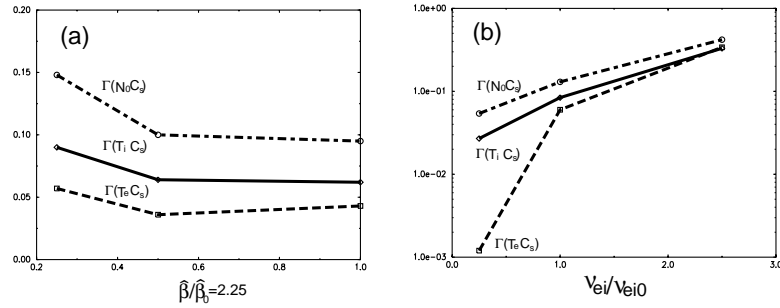 0.20
(a)
0.15
Γ(N₀Cₛ)
0.10
Γ(Tᵢ Cₛ)
0.05
Γ(TₑCₛ)
0.00
0.2 0.4 0.6 0.8 1.0
β̂/β̂₀=2.25
1.0e+00
(b)
Γ(N₀Cₛ)
1.0e-01
Γ(Tᵢ Cₛ)
1.0e-02
Γ(TₑCₛ)
1.0e-03
0.0 1.0 2.0 3.0
νei/νei0